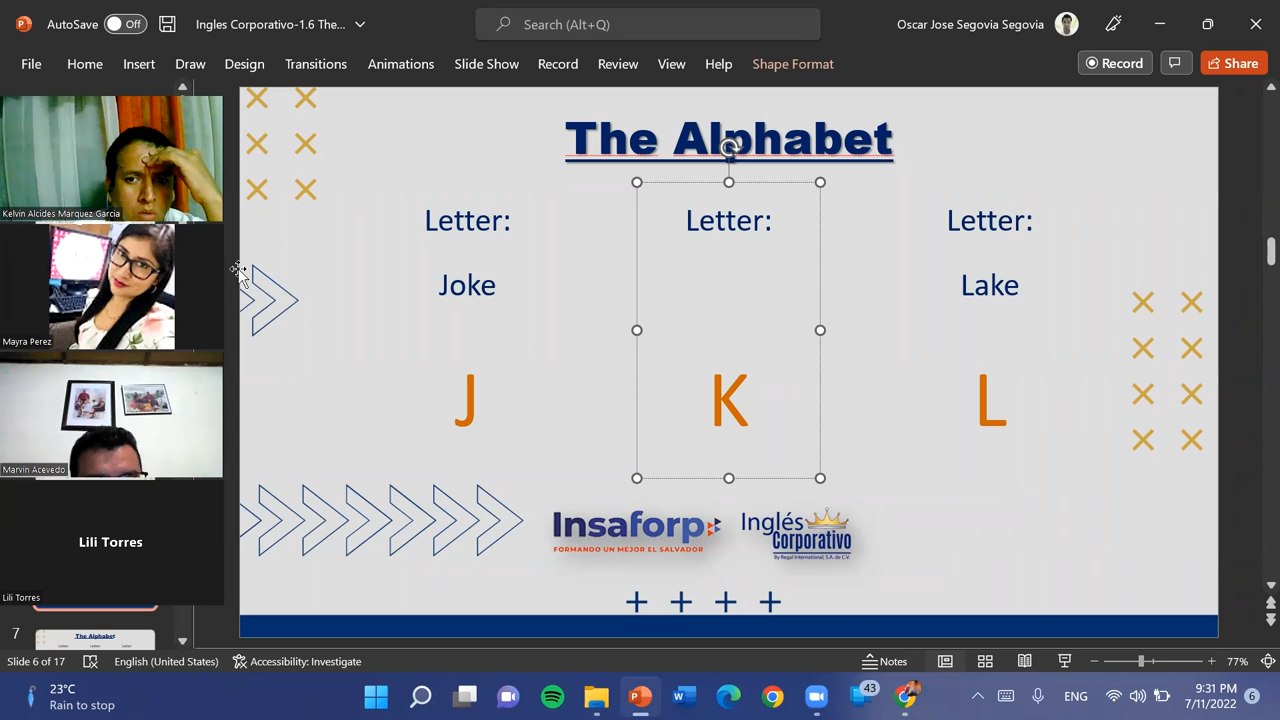 AutoSave Off Ingles Corporativo-1.6 The... Search (Alt+Q) Oscar Jose Segovia Segovia
File Home Insert Draw Design Transitions Animations Slide Show Record Review View Help Shape Format Record Share
The Alphabet
Letter: Letter: Letter:
Joke Lake
J K L
Insaforp
FORMANDO UN MEJOR EL SALVADOR
Inglés
Corporativo
By Regal International, S.A. de C.V.
Kelvin Alcides Marquez Garcia
Mayra Perez
Marvin Acevedo
Lili Torres
Lili Torres
7
The Alphabet
Slide 6 of 17 English (United States) Accessibility: Investigate Notes 77%
23°C
Rain to stop
43
ENG
9:31 PM
7/11/2022
6